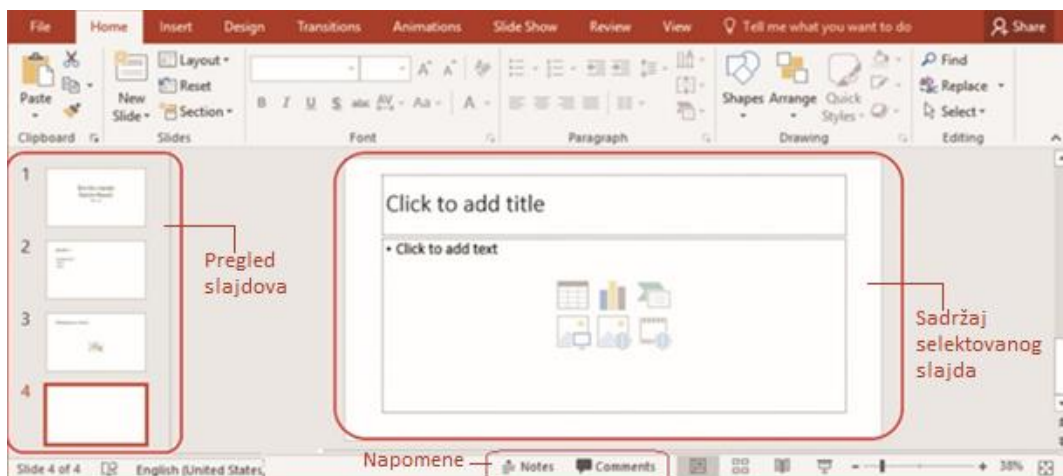 File Home Insert Design Transitions Animations Slide Show Review View Tell me what you want to do Share
Paste
Clipboard
New Slide
Layout
Reset
Section
Slides
B I U S abc AV Aa A
Font
Paragraph
Shapes Arrange Quick Styles
Drawing
Find
Replace
Select
Editing
1
2
3
4
Pregled
slajdova
Click to add title
• Click to add text
Sadržaj
selektovanog
slajda
Napomene
Slide 4 of 4 English (United States) Notes Comments 38%